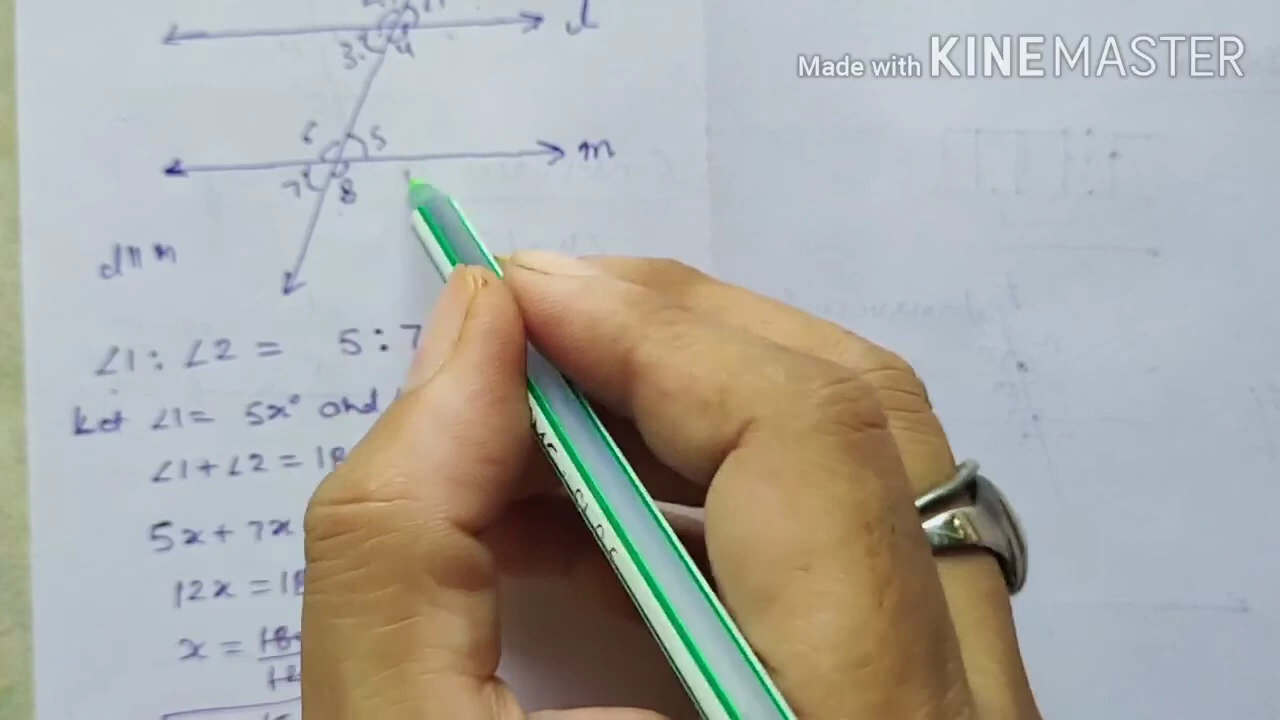 Made with KINEMASTER
l
3 4
6 5
m
7 8
l || m
∠1 : ∠2 = 5 : 7
Let ∠1 = 5x° and
∠1 + ∠2 = 18
5x + 7x
12x = 18
x = 18